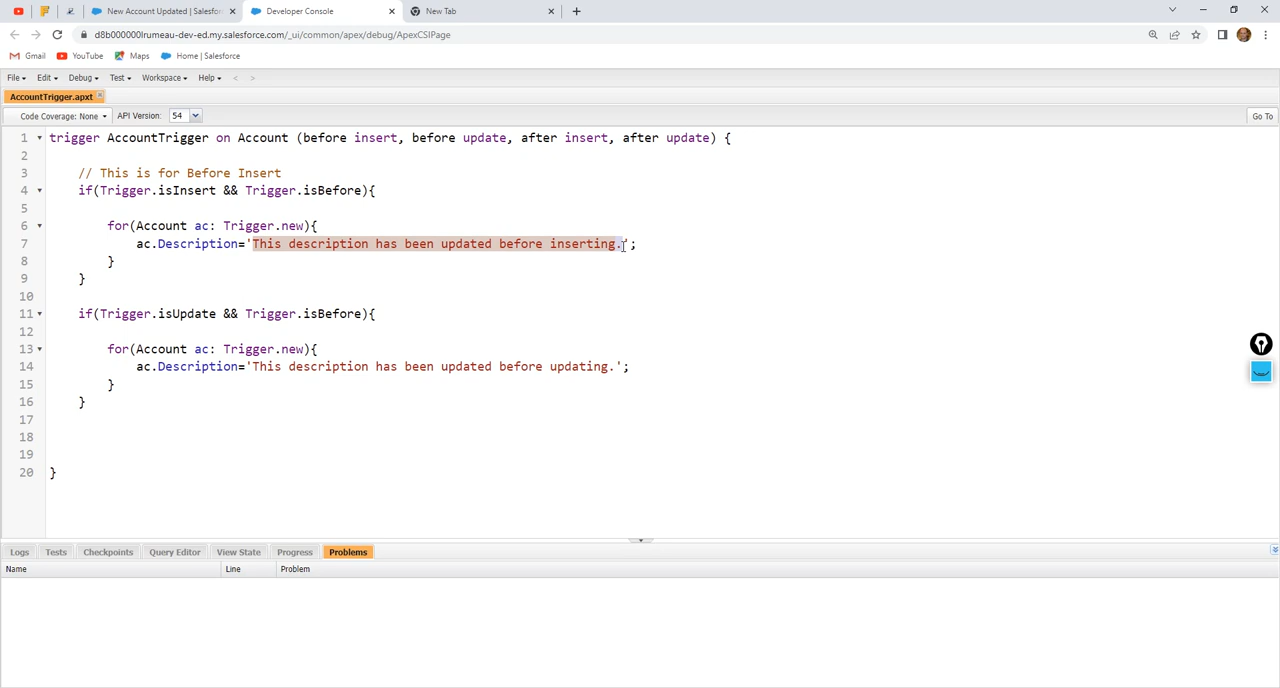 New Account Updated | Salesfor
Developer Console
New Tab
d8b000000lrumeau-dev-ed.my.salesforce.com/_ui/common/apex/debug/ApexCSIPage
Gmail YouTube Maps Home | Salesforce
File Edit Debug Test Workspace Help < >
AccountTrigger.apxt
Code Coverage: None API Version: 54 Go To
1 trigger AccountTrigger on Account (before insert, before update, after insert, after update) {
2
3 // This is for Before Insert
4 if(Trigger.isInsert && Trigger.isBefore){
5
6 for(Account ac: Trigger.new){
7 ac.Description='This description has been updated before inserting.';
8 }
9 }
10
11 if(Trigger.isUpdate && Trigger.isBefore){
12
13 for(Account ac: Trigger.new){
14 ac.Description='This description has been updated before updating.';
15 }
16 }
17
18
19
20 }
Logs Tests Checkpoints Query Editor View State Progress Problems
Name Line Problem